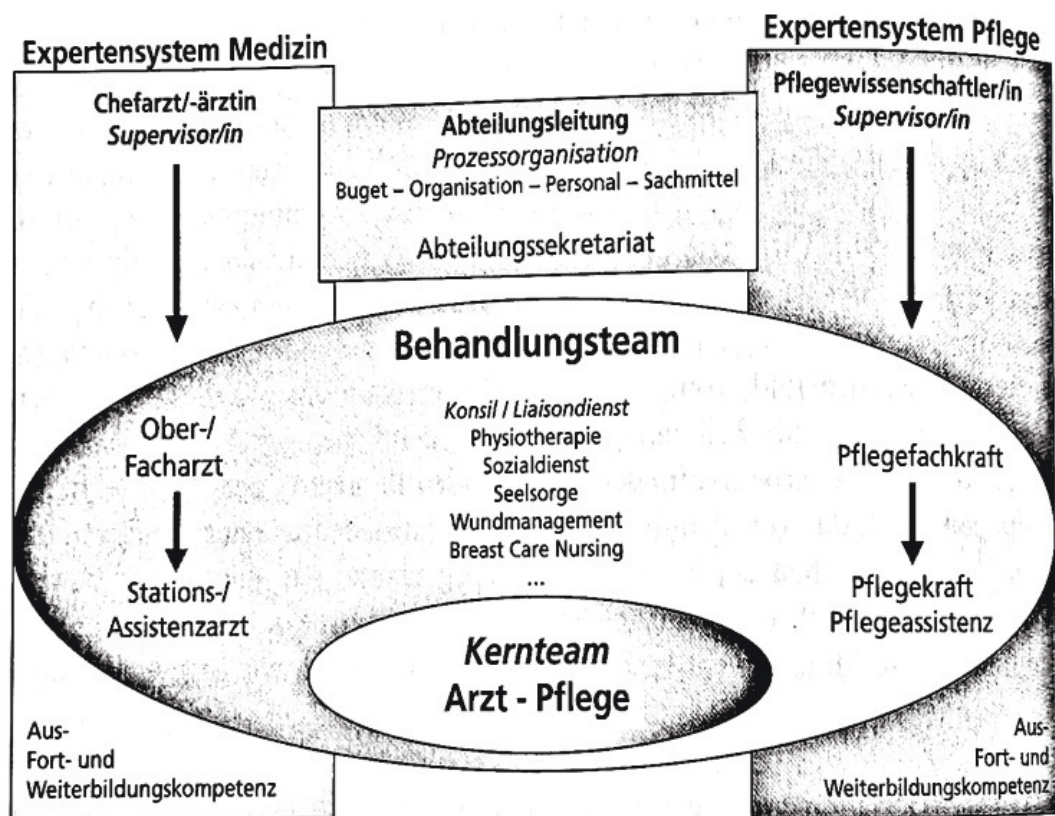 Expertensystem Medizin
Chefarzt/-ärztin
Supervisor/in
Abteilungsleitung
Prozessorganisation
Buget – Organisation – Personal – Sachmittel
Abteilungssekretariat
Expertensystem Pflege
Pflegewissenschaftler/in
Supervisor/in
Behandlungsteam
Ober-/
Facharzt
Stations-/
Assistenzarzt
Konsil / Liaisondienst
Physiotherapie
Sozialdienst
Seelsorge
Wundmanagement
Breast Care Nursing
...
Pflegefachkraft
Pflegekraft
Pflegeassistenz
Kernteam
Arzt - Pflege
Aus-
Fort- und
Weiterbildungskompetenz
Aus-
Fort- und
Weiterbildungskompetenz